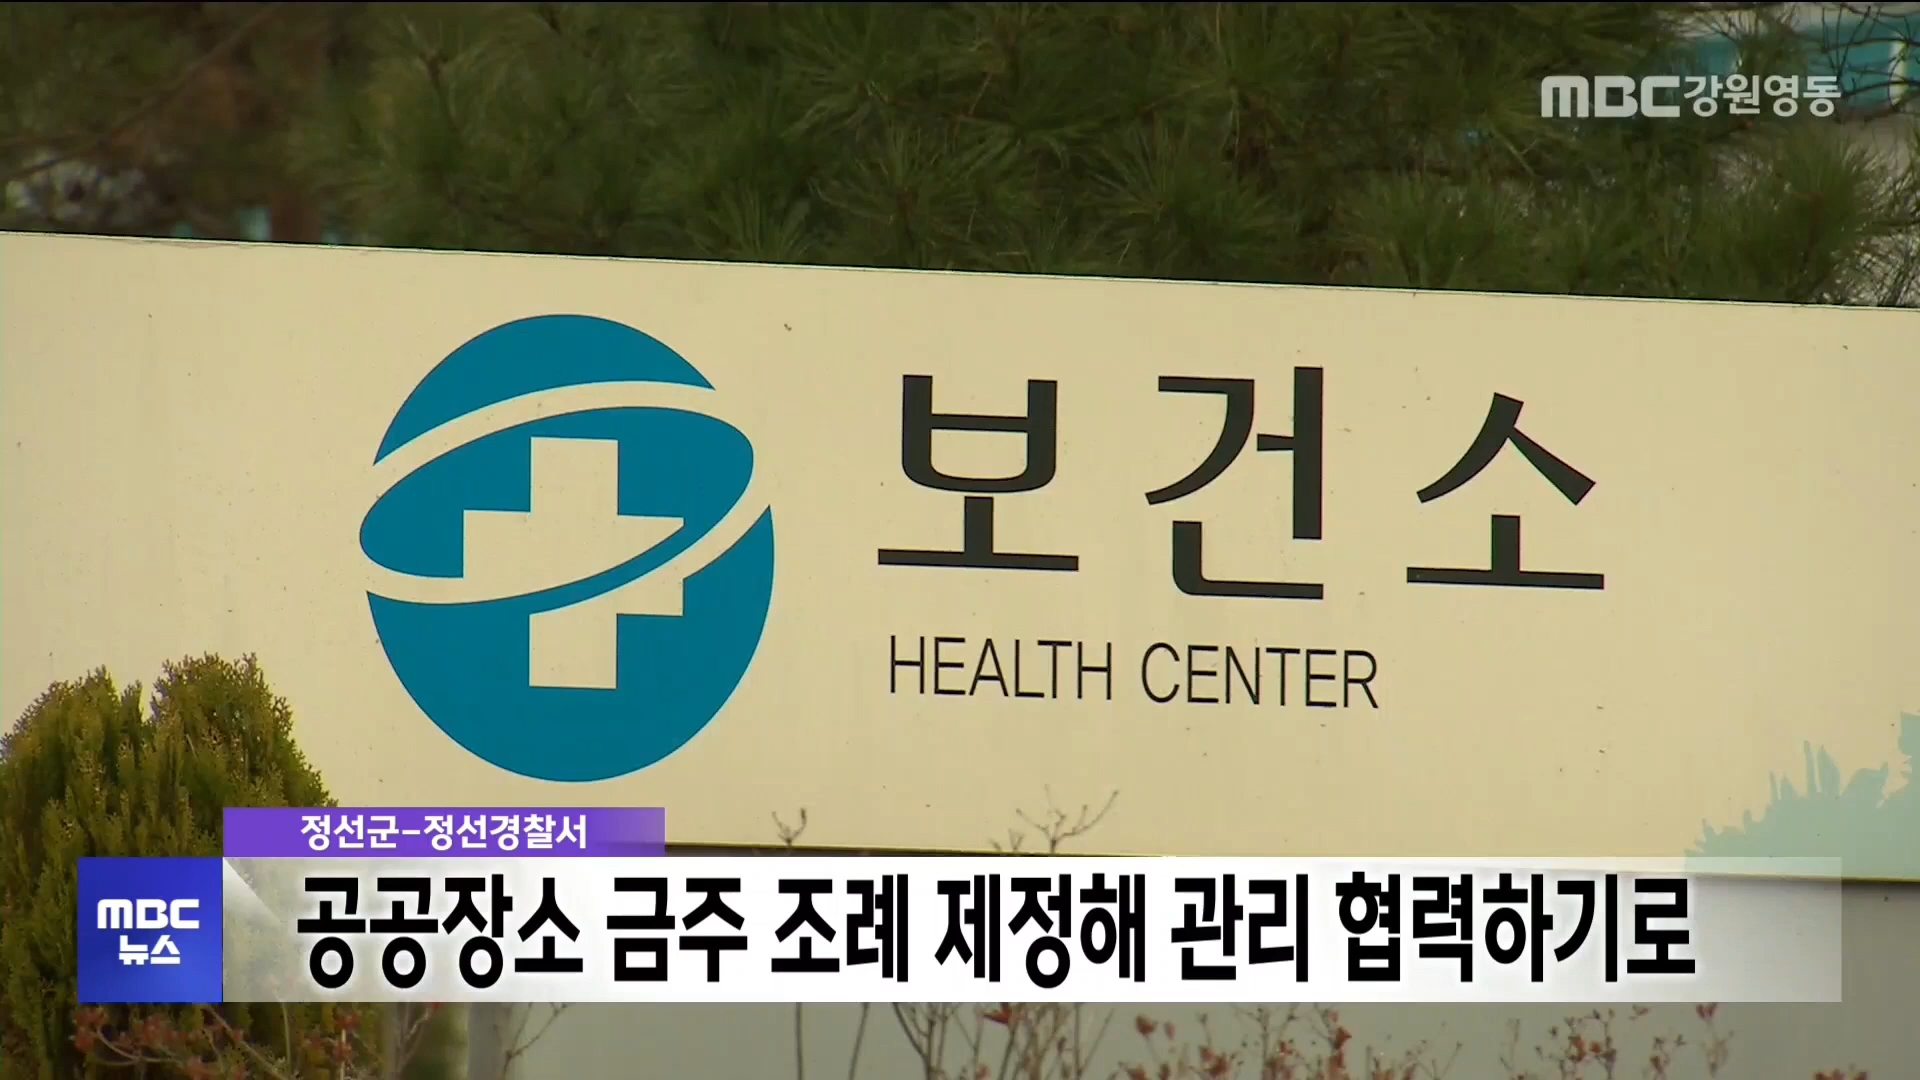 MBC강원영동
보건소
HEALTH CENTER
정선군-정선경찰서
MBC
뉴스
공공장소 금주 조례 제정해 관리 협력하기로